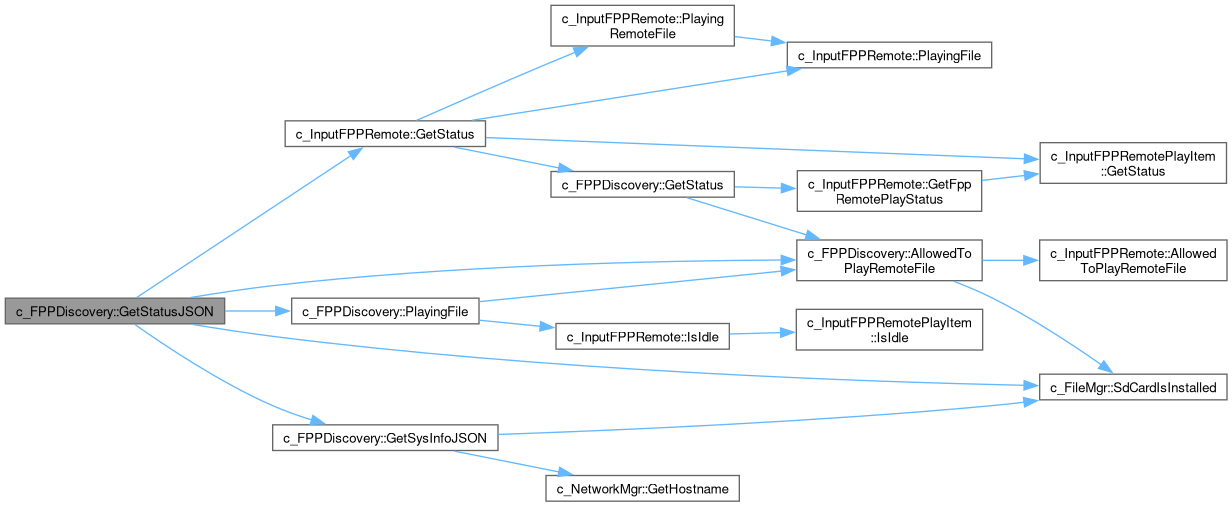 c_InputFPPRemote::Playing
RemoteFile
c_InputFPPRemote::PlayingFile
c_InputFPPRemote::GetStatus
c_InputFPPRemotePlayItem
::GetStatus
c_FPPDiscovery::GetStatus
c_InputFPPRemote::GetFpp
RemotePlayStatus
c_FPPDiscovery::AllowedTo
PlayRemoteFile
c_InputFPPRemote::Allowed
ToPlayRemoteFile
c_FPPDiscovery::GetStatusJSON
c_FPPDiscovery::PlayingFile
c_InputFPPRemote::IsIdle
c_InputFPPRemotePlayItem
::IsIdle
c_FileMgr::SdCardIsInstalled
c_FPPDiscovery::GetSysInfoJSON
c_NetworkMgr::GetHostname